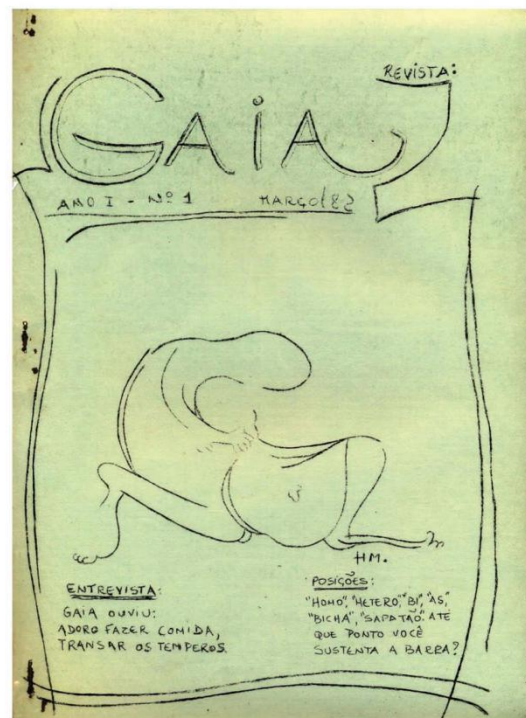 REVISTA:
GAIA
ANO I - Nº 1 MARÇO/82
HM.
ENTREVISTA:
GAIA OUVIU:
ADORO FAZER COMIDA,
TRANSAR OS TEMPEROS.
POSIÇÕES:
"HOMO", "HETERO", "BI", "AS",
"BICHA", "SAPATÃO". ATÉ
QUE PONTO VOCÊ
SUSTENTA A BARRA?